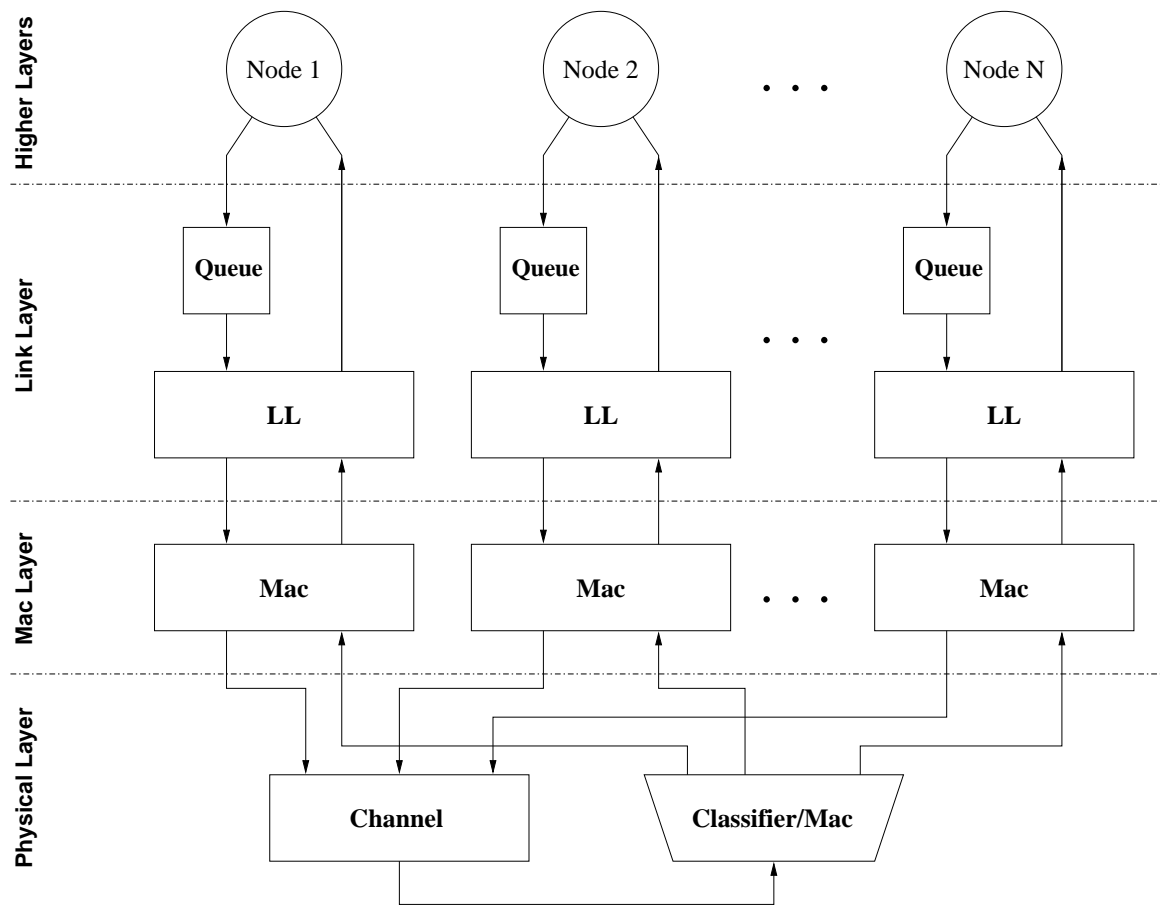 Higher Layers
Node 1
Node 2
. . .
Node N
Link Layer
Queue
Queue
Queue
. . .
LL
LL
LL
Mac Layer
Mac
Mac
. . .
Mac
Physical Layer
Channel
Classifier/Mac